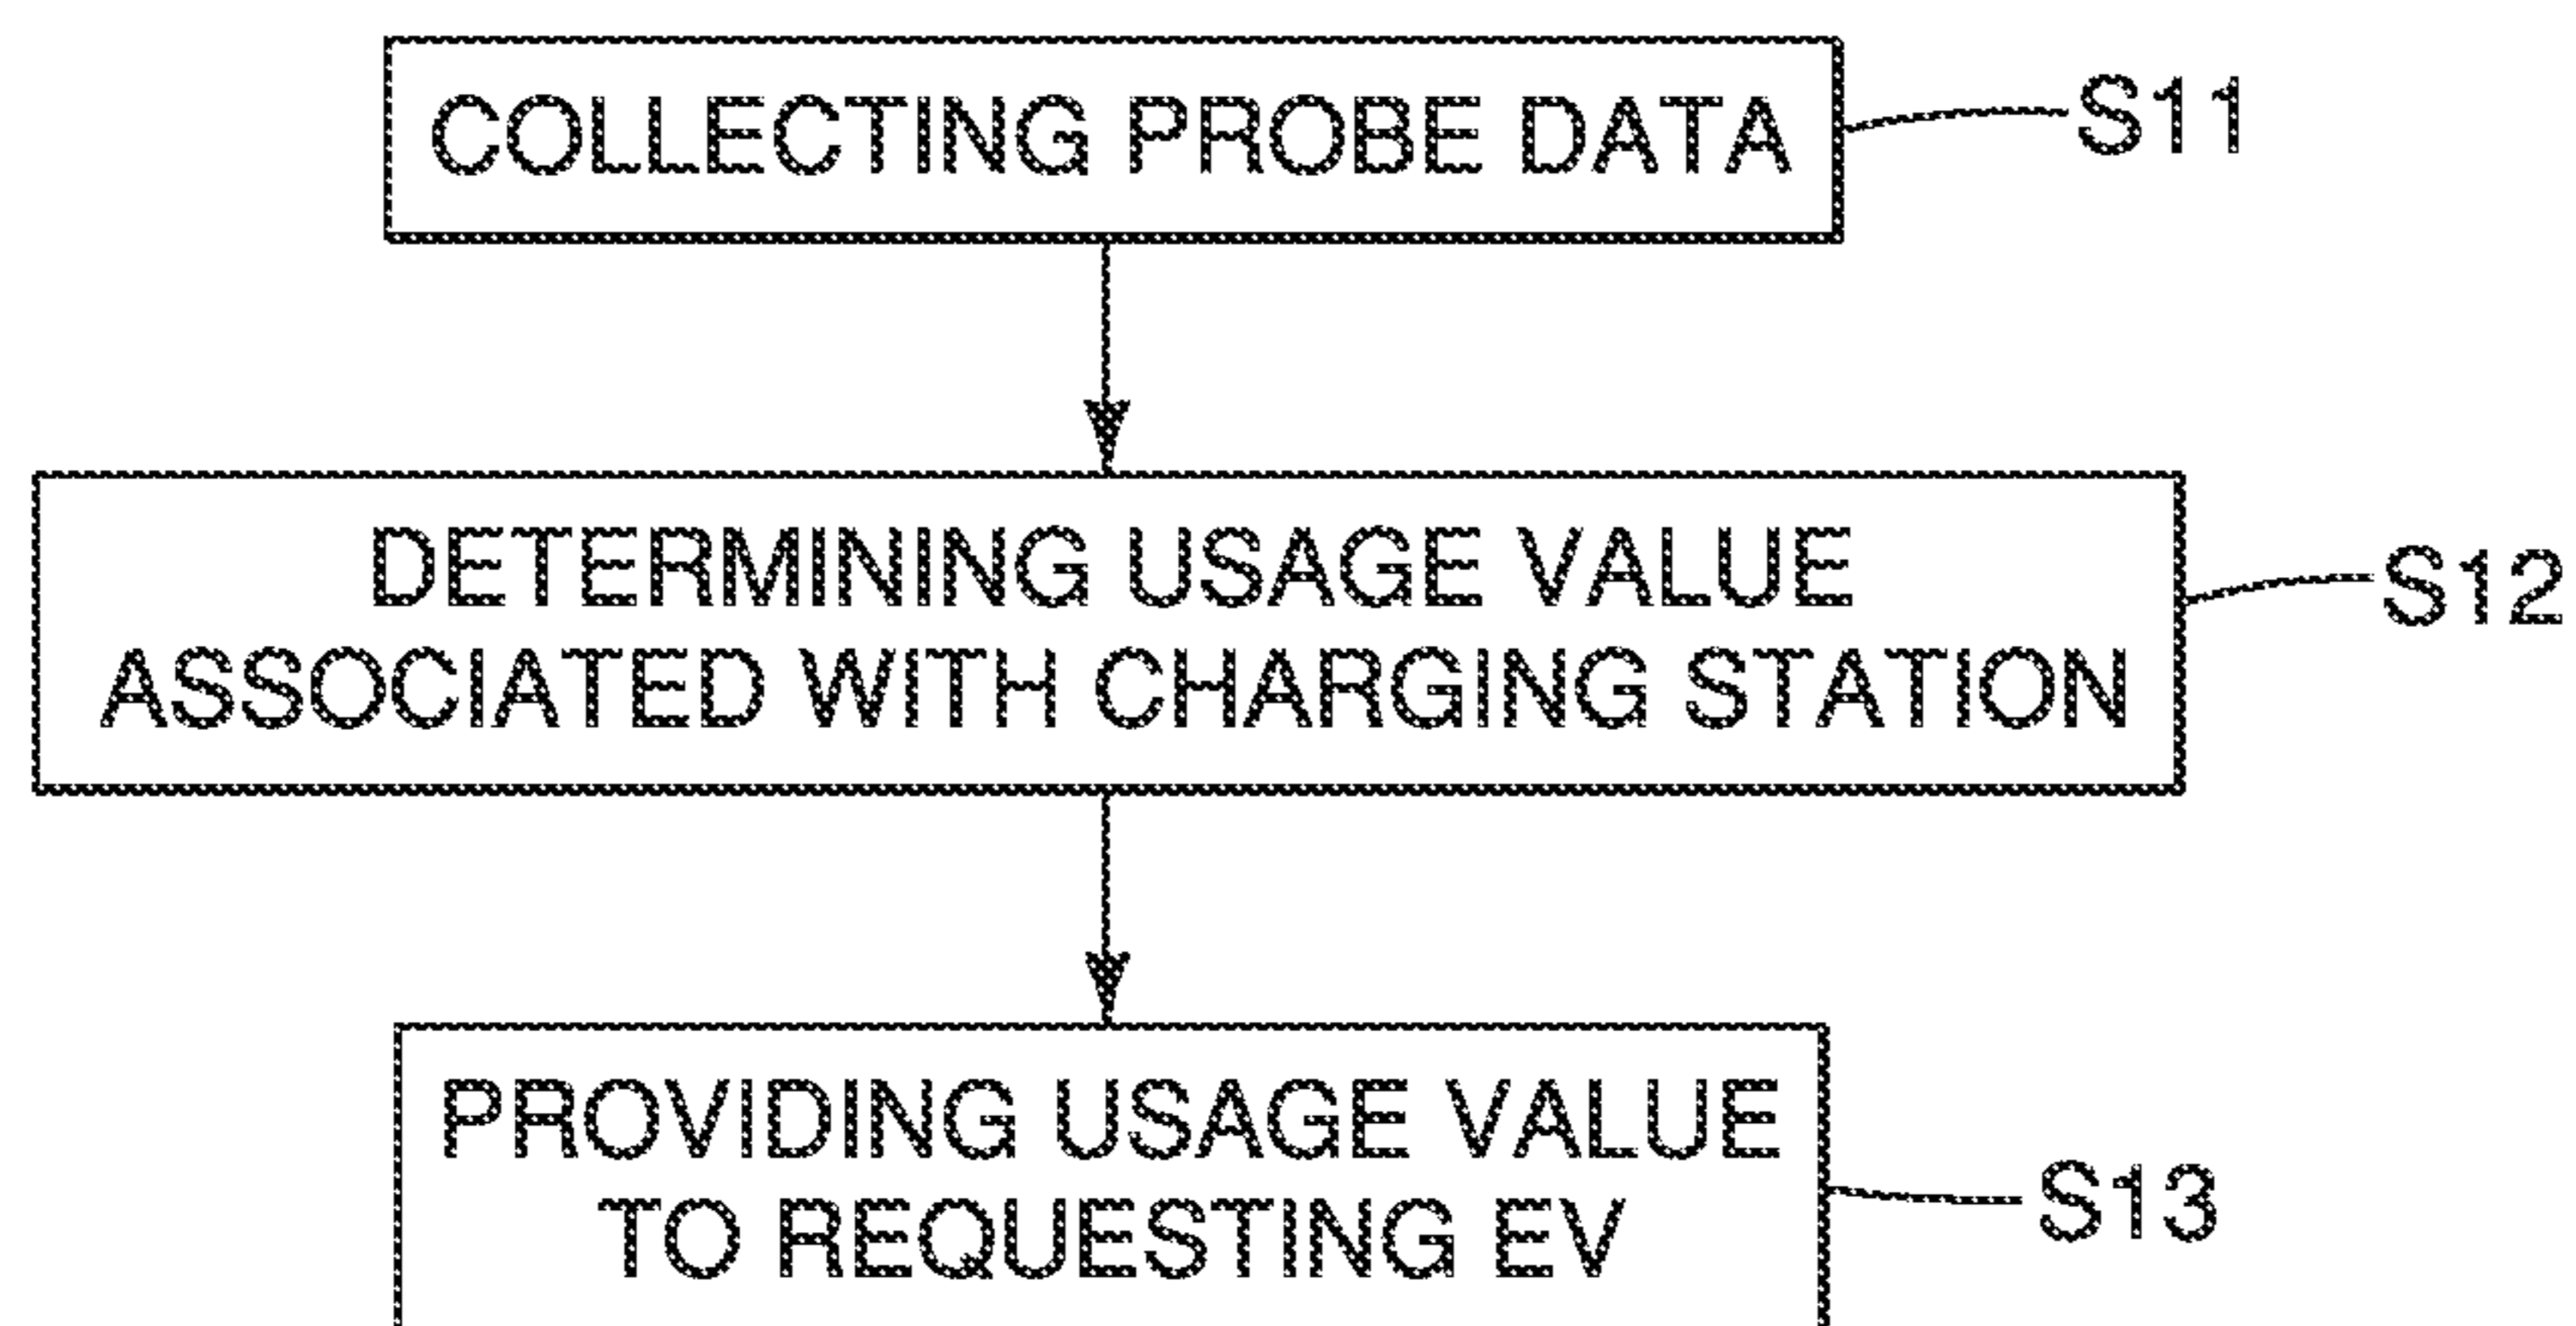 COLLECTING PROBE DATA
S11
DETERMINING USAGE VALUE
ASSOCIATED WITH CHARGING STATION
S12
PROVIDING USAGE VALUE
TO REQUESTING EV
S13